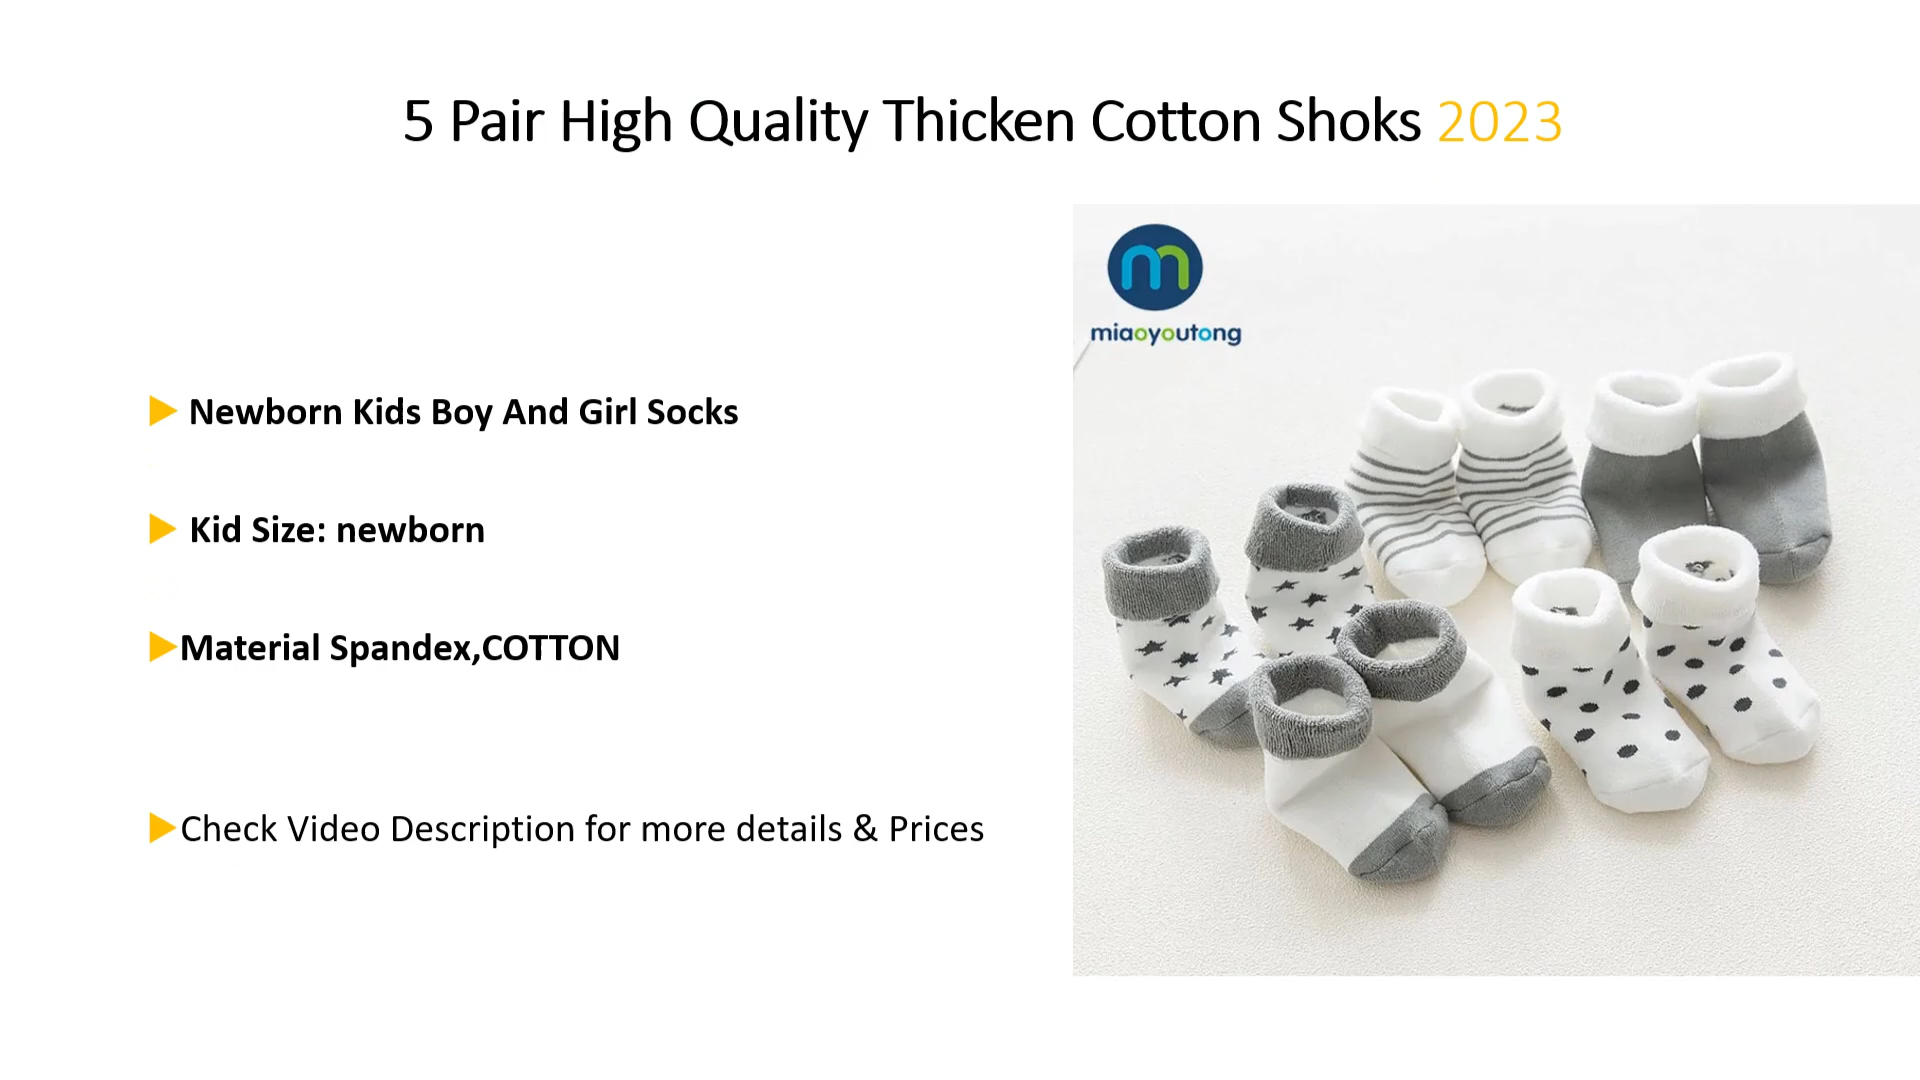 5 Pair High Quality Thicken Cotton Shoks 2023
miaoyoutong
Newborn Kids Boy And Girl Socks
Kid Size: newborn
Material Spandex,COTTON
Check Video Description for more details & Prices